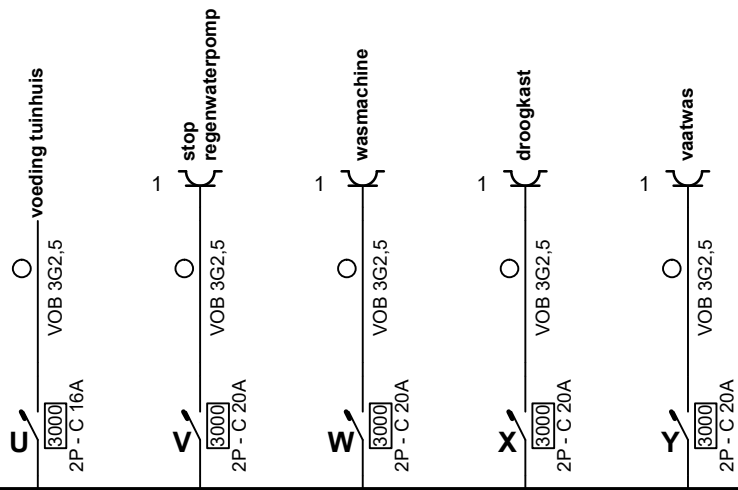 voeding tuinhuis
VOB 3G2,5
U
3000
2P - C 16A
stop
regenwaterpomp
1
VOB 3G2,5
V
3000
2P - C 20A
wasmachine
1
VOB 3G2,5
W
3000
2P - C 20A
droogkast
1
VOB 3G2,5
X
3000
2P - C 20A
vaatwas
1
VOB 3G2,5
Y
3000
2P - C 20A